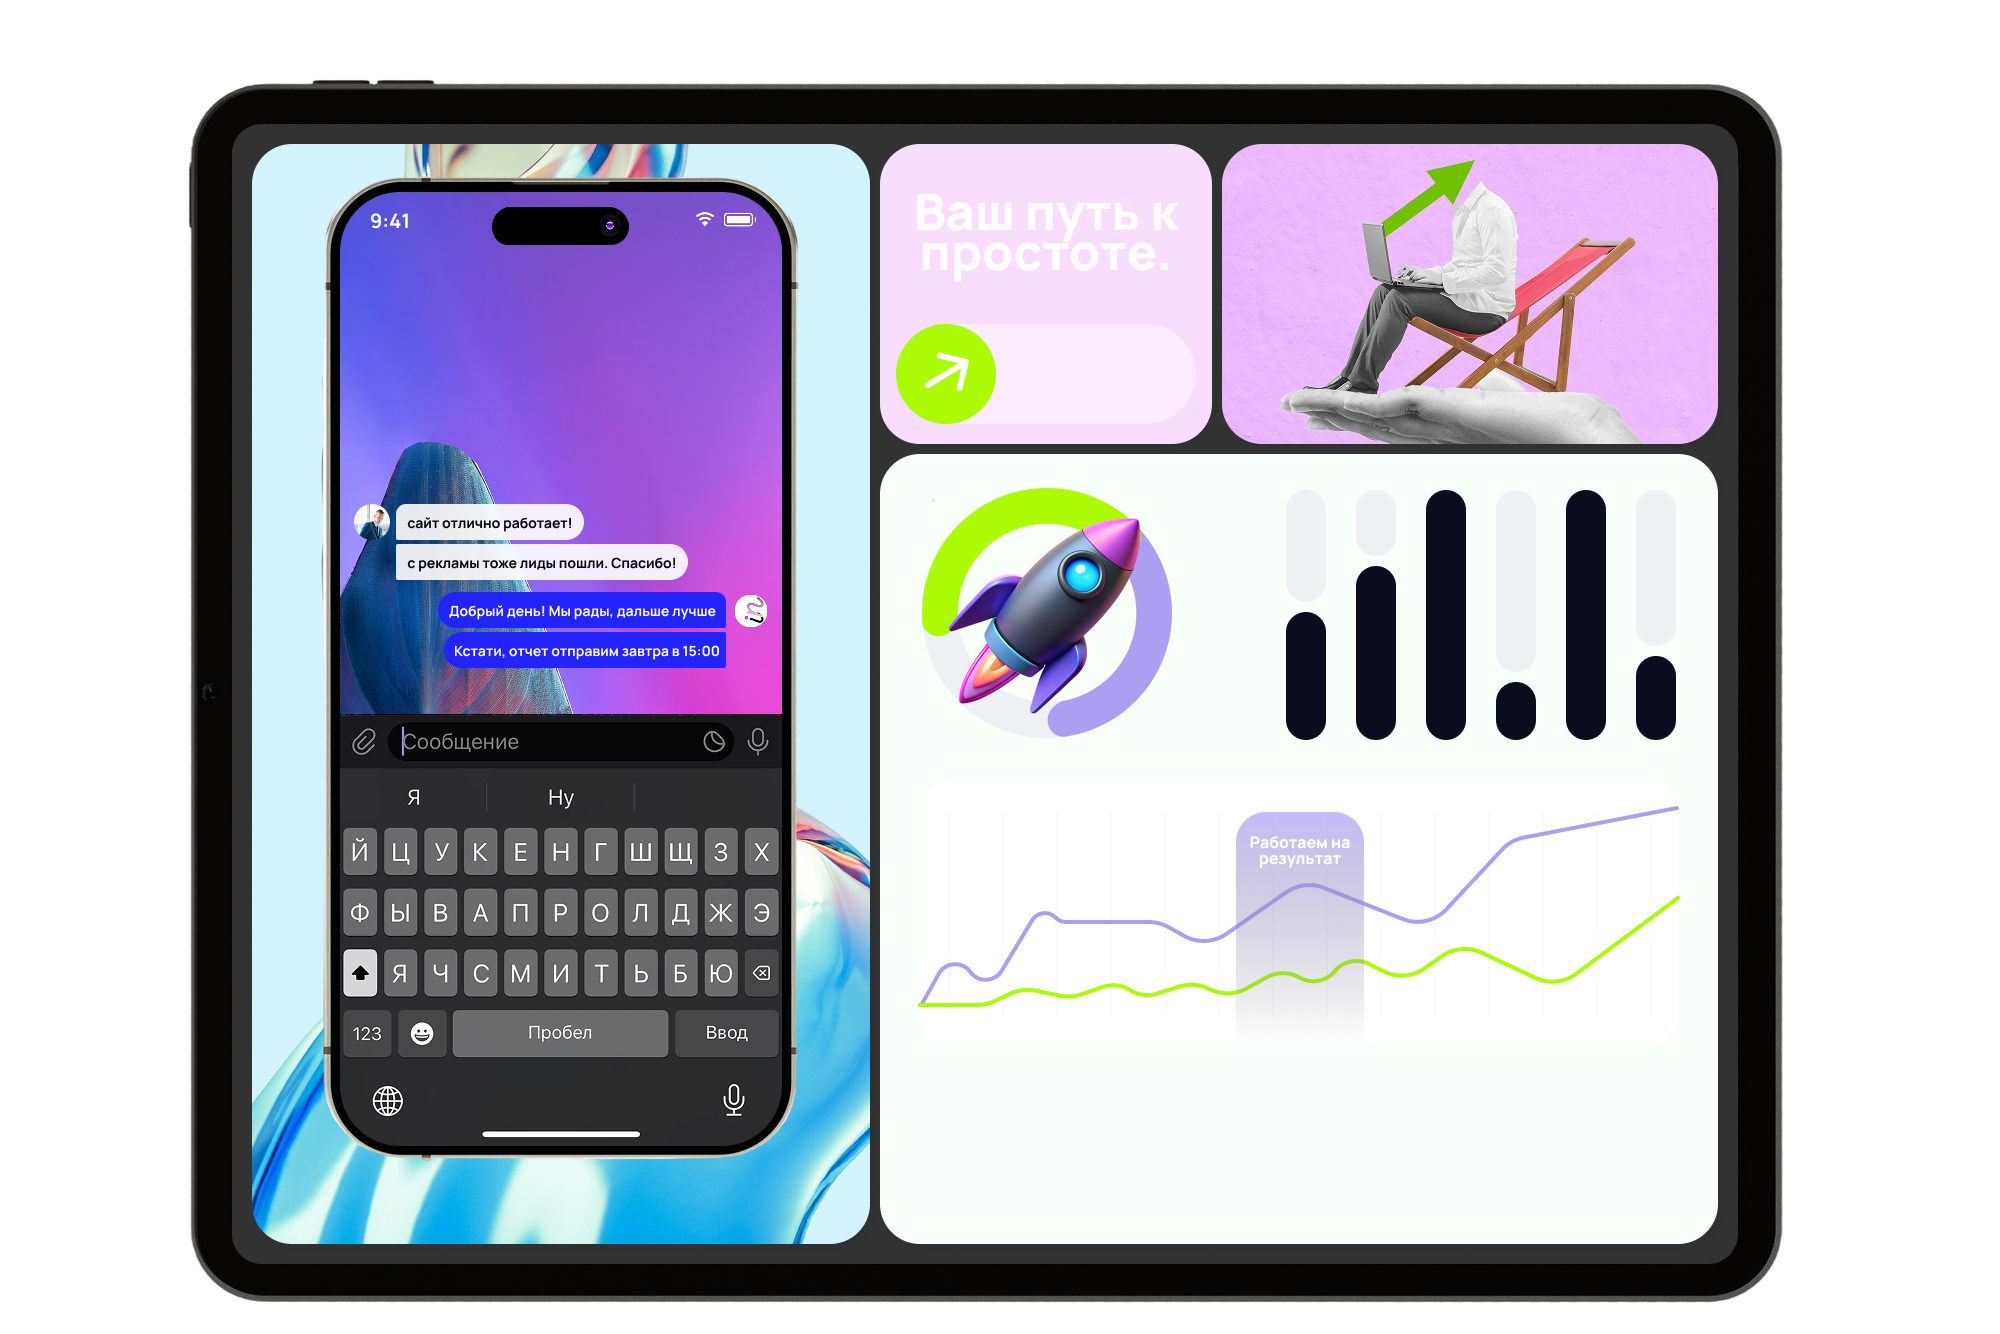 9:41
сайт отлично работает!
с рекламы тоже лиды пошли. Спасибо!
Добрый день! Мы рады, дальше лучше
Кстати, отчет отправим завтра в 15:00
Сообщение
Я Ну
Й Ц У К Е Н Г Ш Щ З Х
Ф Ы В А П Р О Л Д Ж Э
Я Ч С М И Т Ь Б Ю
123 Пробел Ввод
Ваш путь к
простоте.
Работаем на
результат